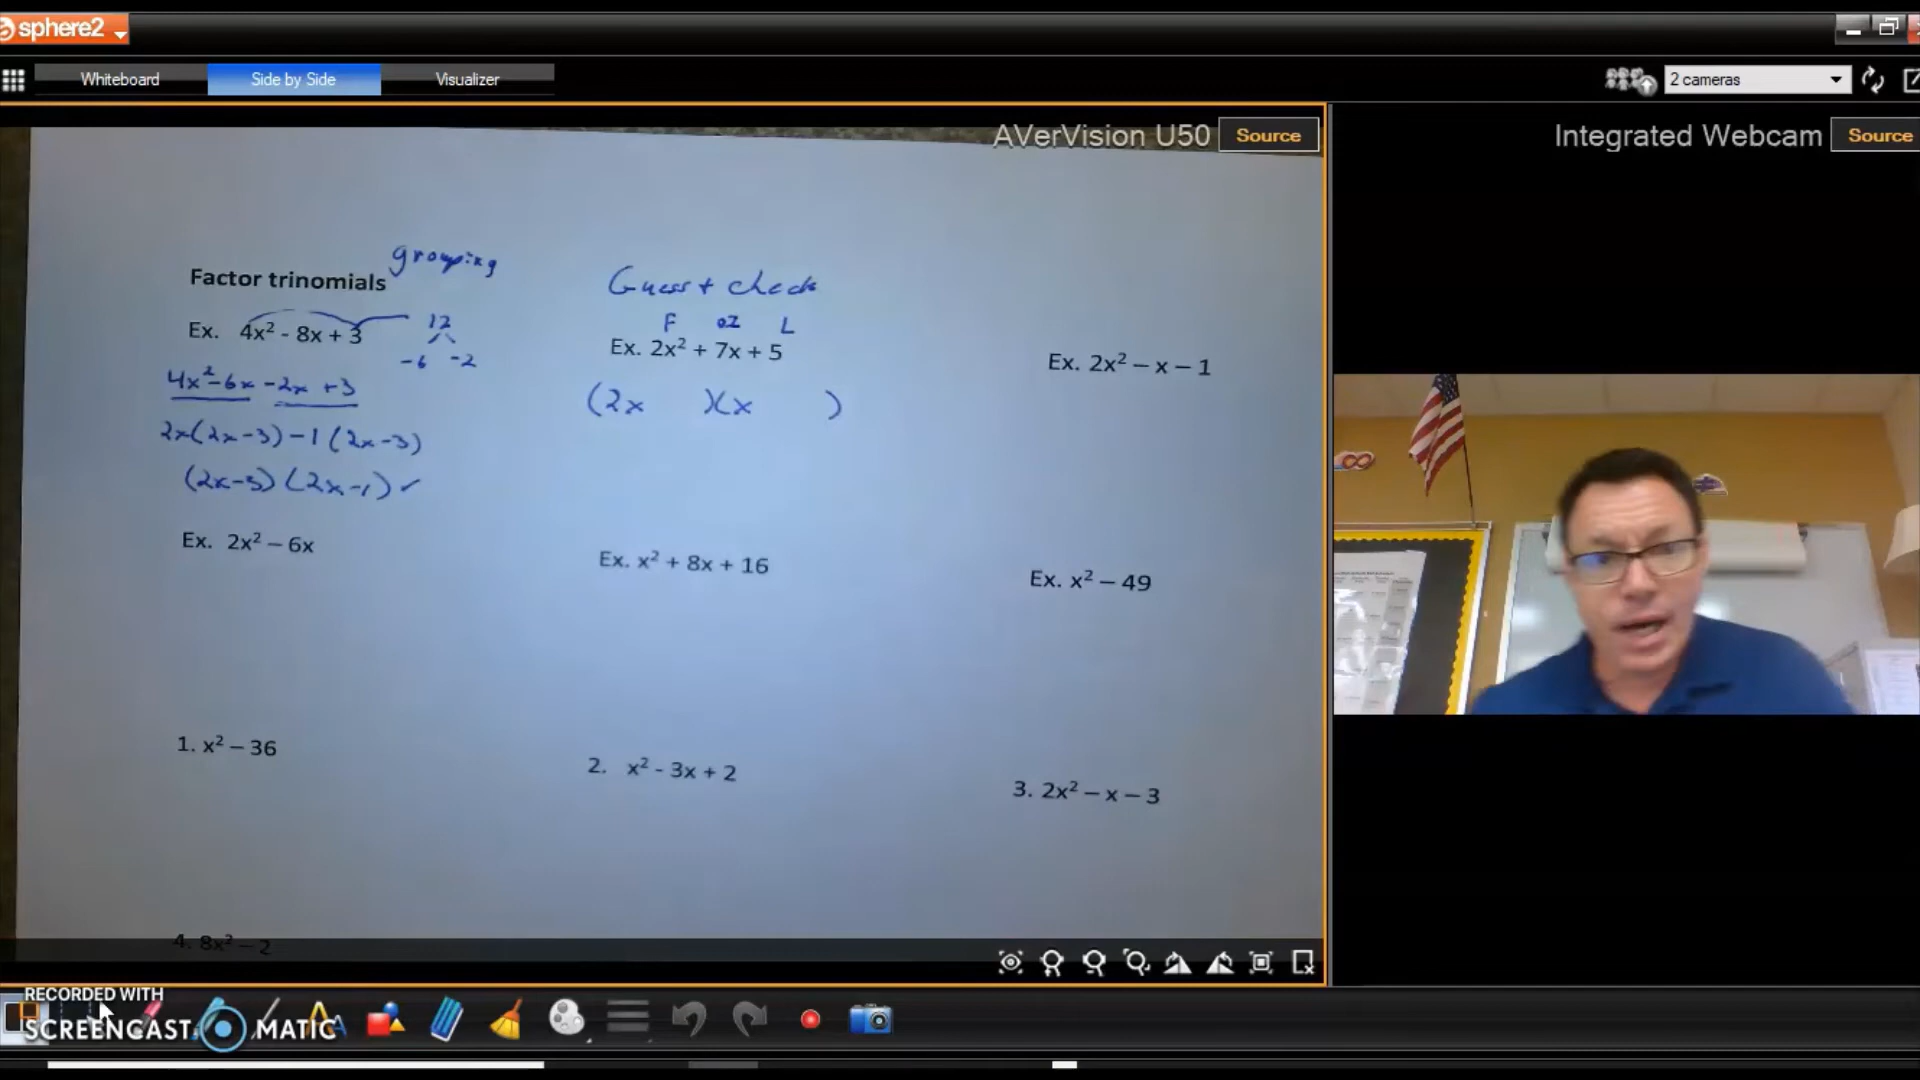 sphere2
Whiteboard
Side by Side
Visualizer
2 cameras
AVerVision U50
Source
Integrated Webcam
Source
Factor trinomials
grouping
Ex. 4x² - 8x + 3
12
-6 -2
4x²-6x -2x +3
2x(2x-3) -1 (2x-3)
(2x-3) (2x-1) ✓
Guess + check
F OI L
Ex. 2x² + 7x + 5
(2x )(x )
Ex. 2x² – x – 1
Ex. 2x² – 6x
Ex. x² + 8x + 16
Ex. x² – 49
1. x² – 36
2. x² - 3x + 2
3. 2x² – x – 3
4. 8x² – 2
RECORDED WITH
SCREENCAST MATIC